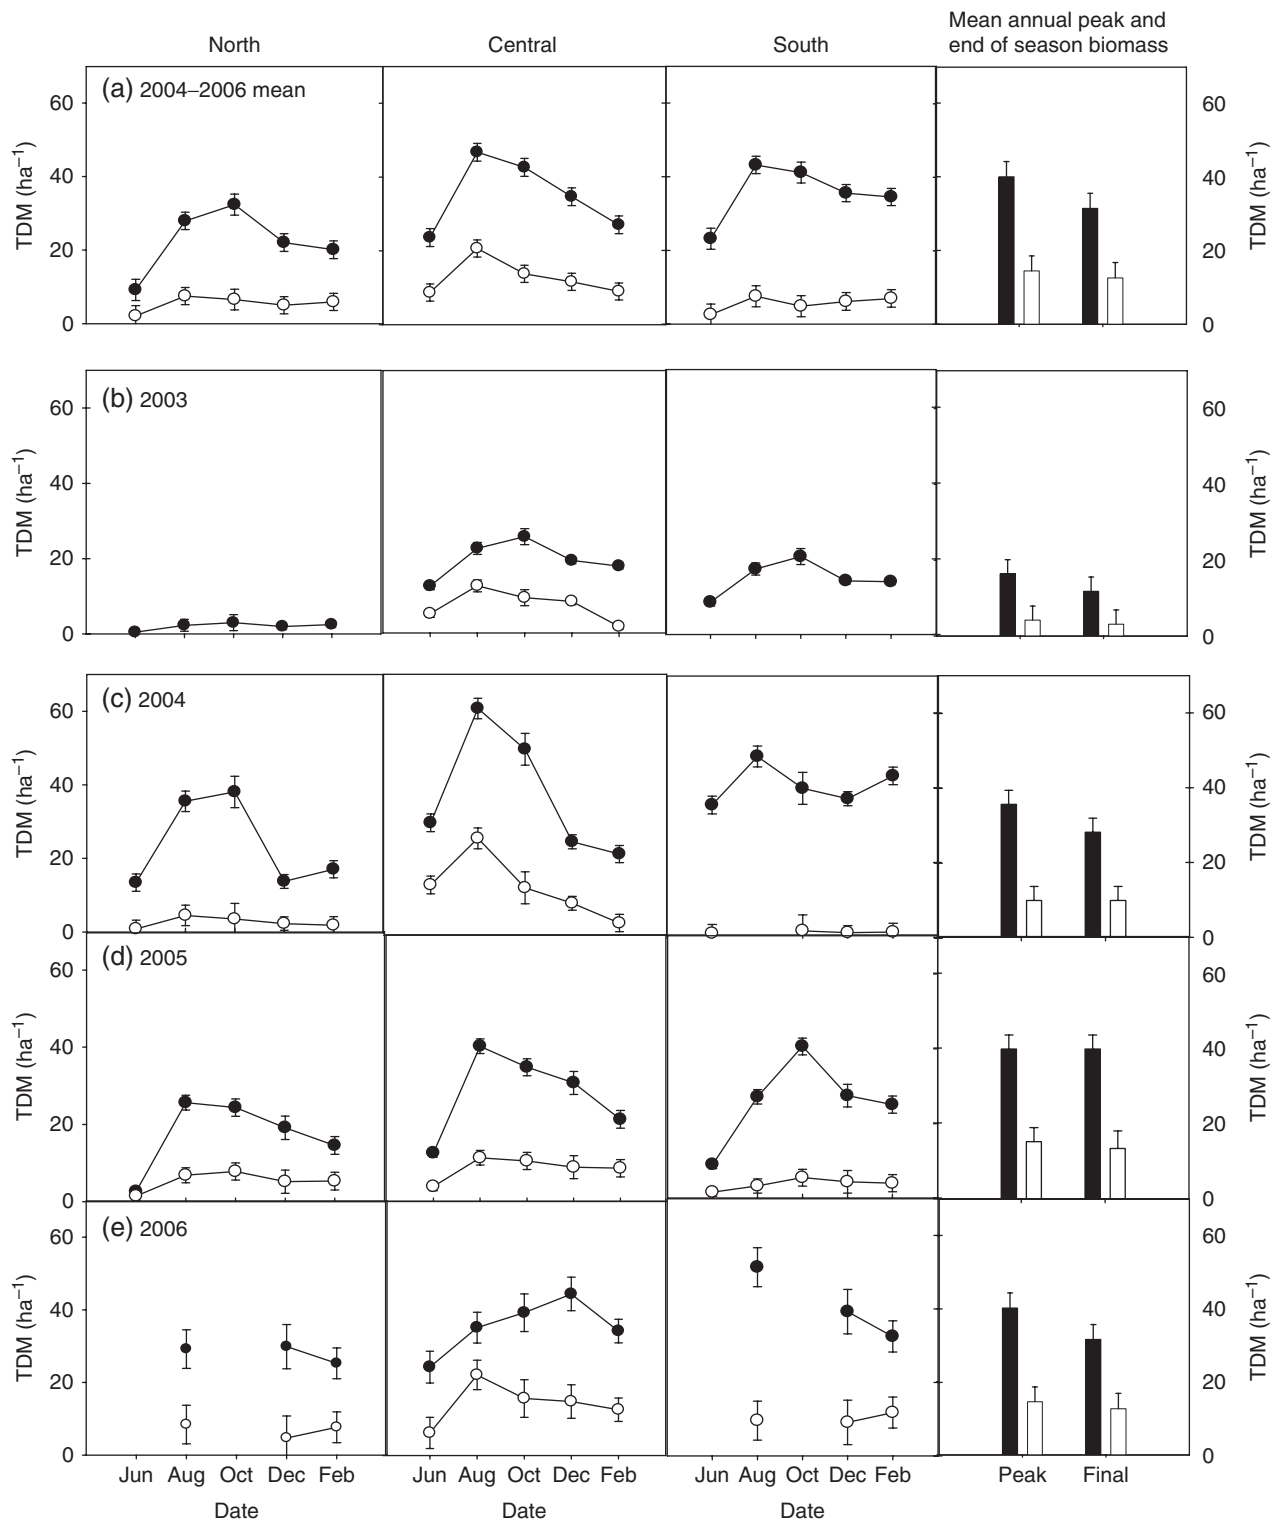 Mean annual peak and
end of season biomass
North Central South
(a) 2004–2006 mean
60 60
40 40
20 20
0 0
TDM (ha⁻¹) TDM (ha⁻¹)
(b) 2003
60 60
40 40
20 20
0 0
TDM (ha⁻¹) TDM (ha⁻¹)
(c) 2004
60 60
40 40
20 20
0 0
TDM (ha⁻¹) TDM (ha⁻¹)
(d) 2005
60 60
40 40
20 20
0 0
TDM (ha⁻¹) TDM (ha⁻¹)
(e) 2006
60 60
40 40
20 20
0 0
TDM (ha⁻¹) TDM (ha⁻¹)
Jun Aug Oct Dec Feb Jun Aug Oct Dec Feb Jun Aug Oct Dec Feb Peak Final
Date Date Date